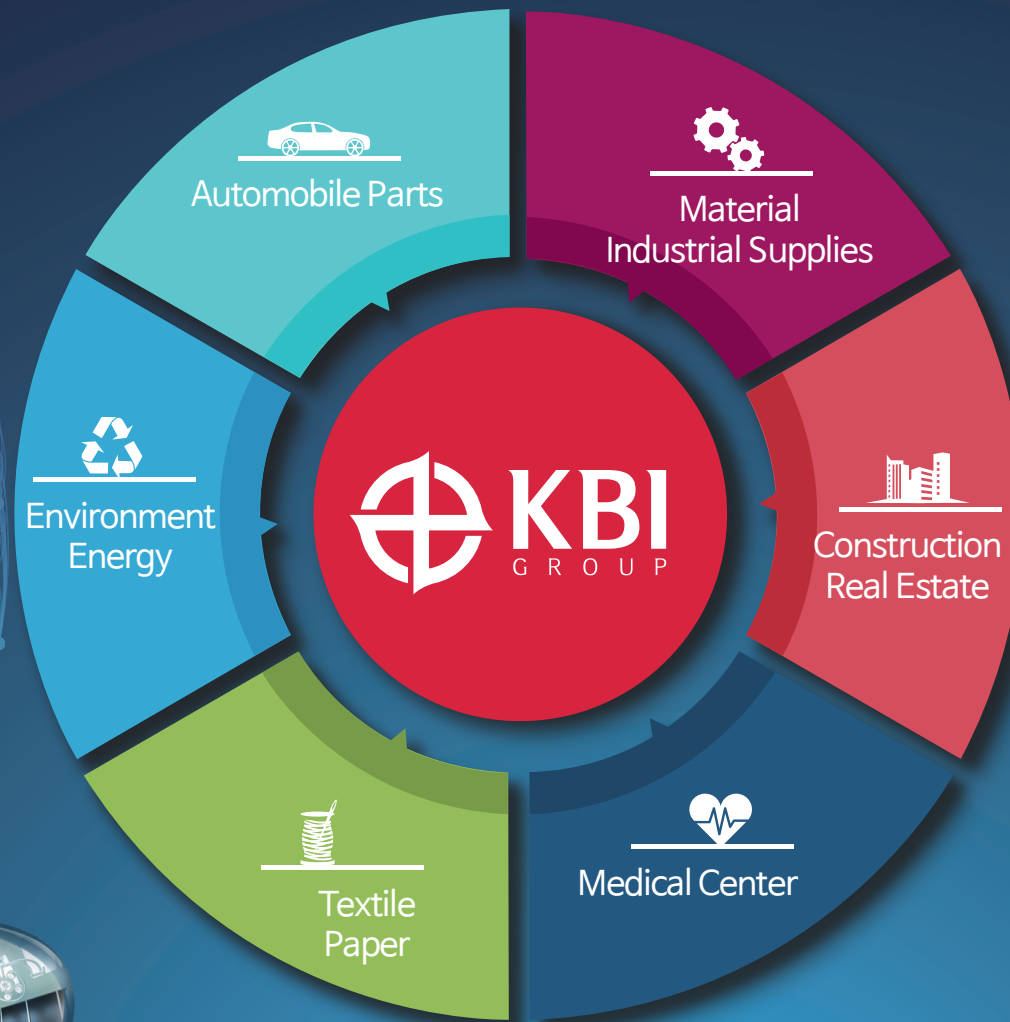 Automobile Parts
Material
Industrial Supplies
Environment
Energy
KBI
GROUP
Construction
Real Estate
Textile
Paper
Medical Center